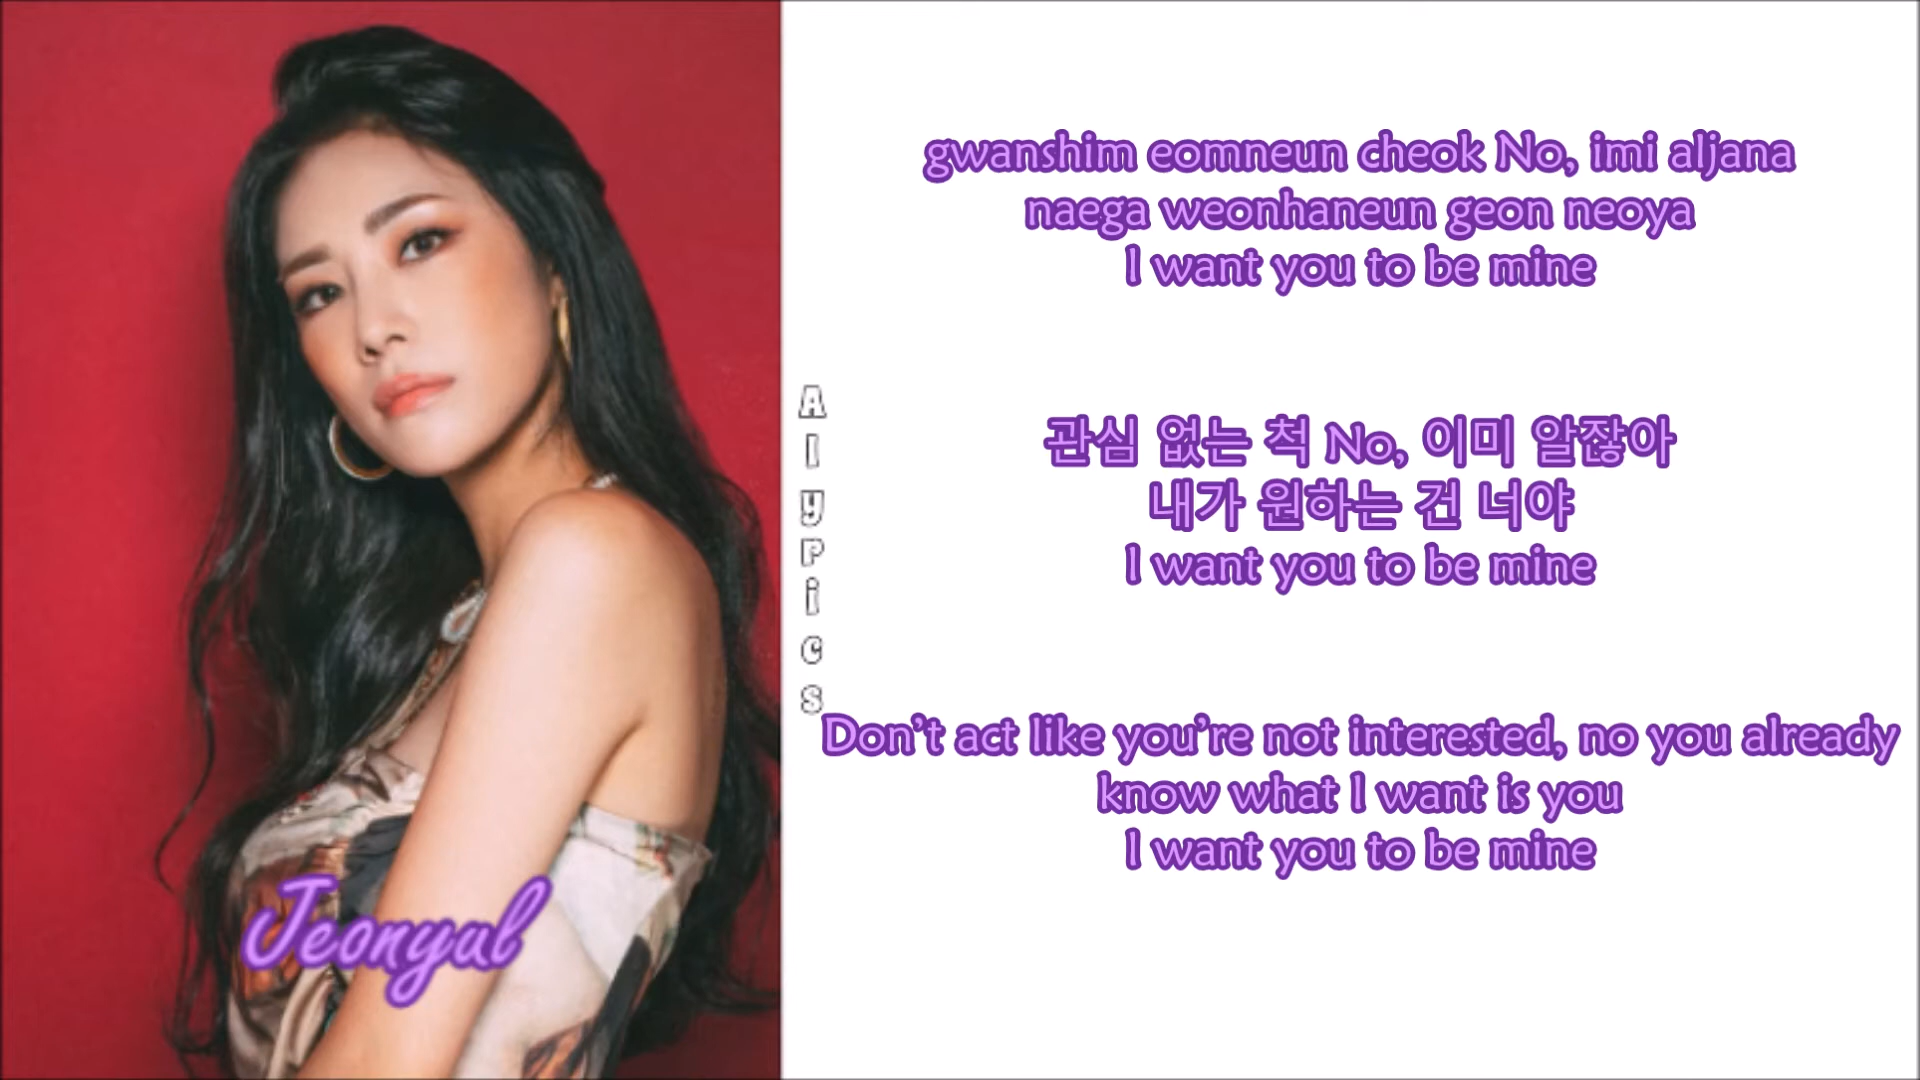 gwanshim eomneun cheok No, imi aljana
naega weonhaneun geon neoya
I want you to be mine
관심 없는 척 No, 이미 알잖아
내가 원하는 건 너야
I want you to be mine
Don't act like you're not interested, no you already
know what I want is you
I want you to be mine
AlyPics
Jeonyul